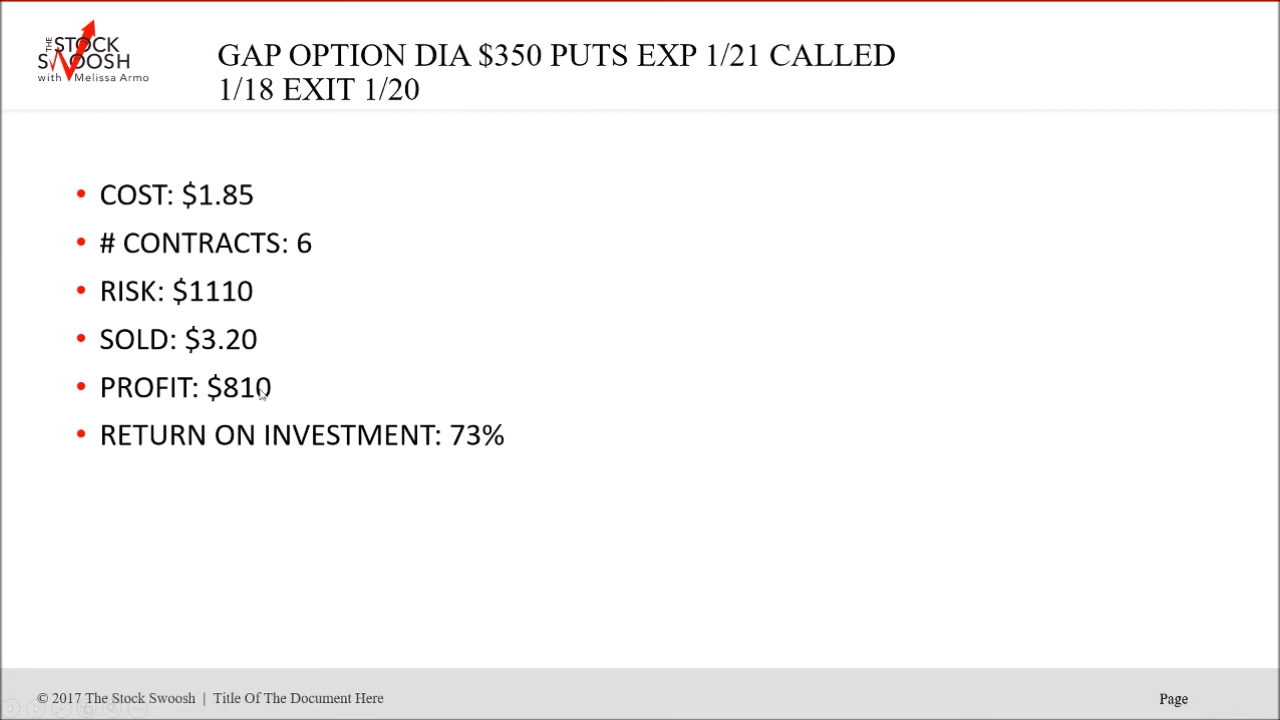 THE STOCK
SWOOSH
with Melissa Armo
GAP OPTION DIA $350 PUTS EXP 1/21 CALLED
1/18 EXIT 1/20
• COST: $1.85
• # CONTRACTS: 6
• RISK: $1110
• SOLD: $3.20
• PROFIT: $810
• RETURN ON INVESTMENT: 73%
© 2017 The Stock Swoosh | Title Of The Document Here
Page